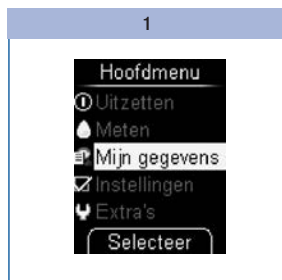 1
Hoofdmenu
Uitzetten
Meten
Mijn gegevens
Instellingen
Extra's
Selecteer